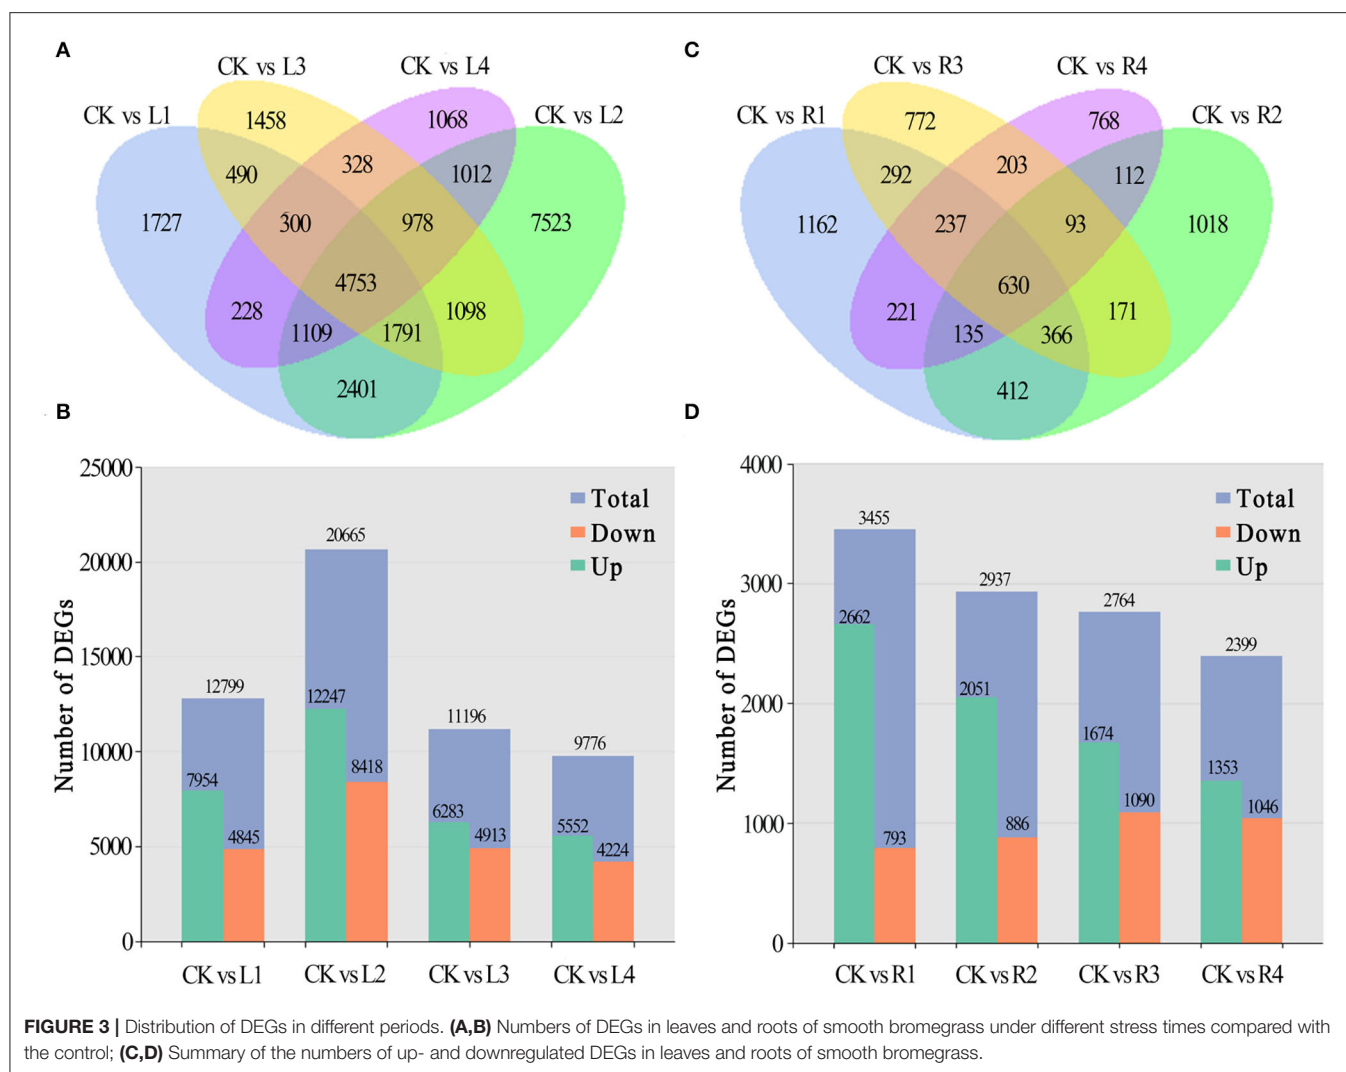 A
CK vs L3
CK vs L4
CK vs L1
CK vs L2
1458
1068
490
328
1012
1727
300
978
7523
4753
228
1109
1791
1098
2401
C
CK vs R3
CK vs R4
CK vs R1
CK vs R2
772
768
292
203
112
1162
237
93
1018
630
221
135
366
171
412
B
Number of DEGs
25000
20000
15000
10000
5000
0
Total
Down
Up
12799
7954
4845
20665
12247
8418
11196
6283
4913
9776
5552
4224
CK vs L1
CK vs L2
CK vs L3
CK vs L4
D
Number of DEGs
4000
3000
2000
1000
0
Total
Down
Up
3455
2662
793
2937
2051
886
2764
1674
1090
2399
1353
1046
CK vs R1
CK vs R2
CK vs R3
CK vs R4
FIGURE 3 | Distribution of DEGs in different periods. (A,B) Numbers of DEGs in leaves and roots of smooth bromegrass under different stress times compared with
the control; (C,D) Summary of the numbers of up- and downregulated DEGs in leaves and roots of smooth bromegrass.